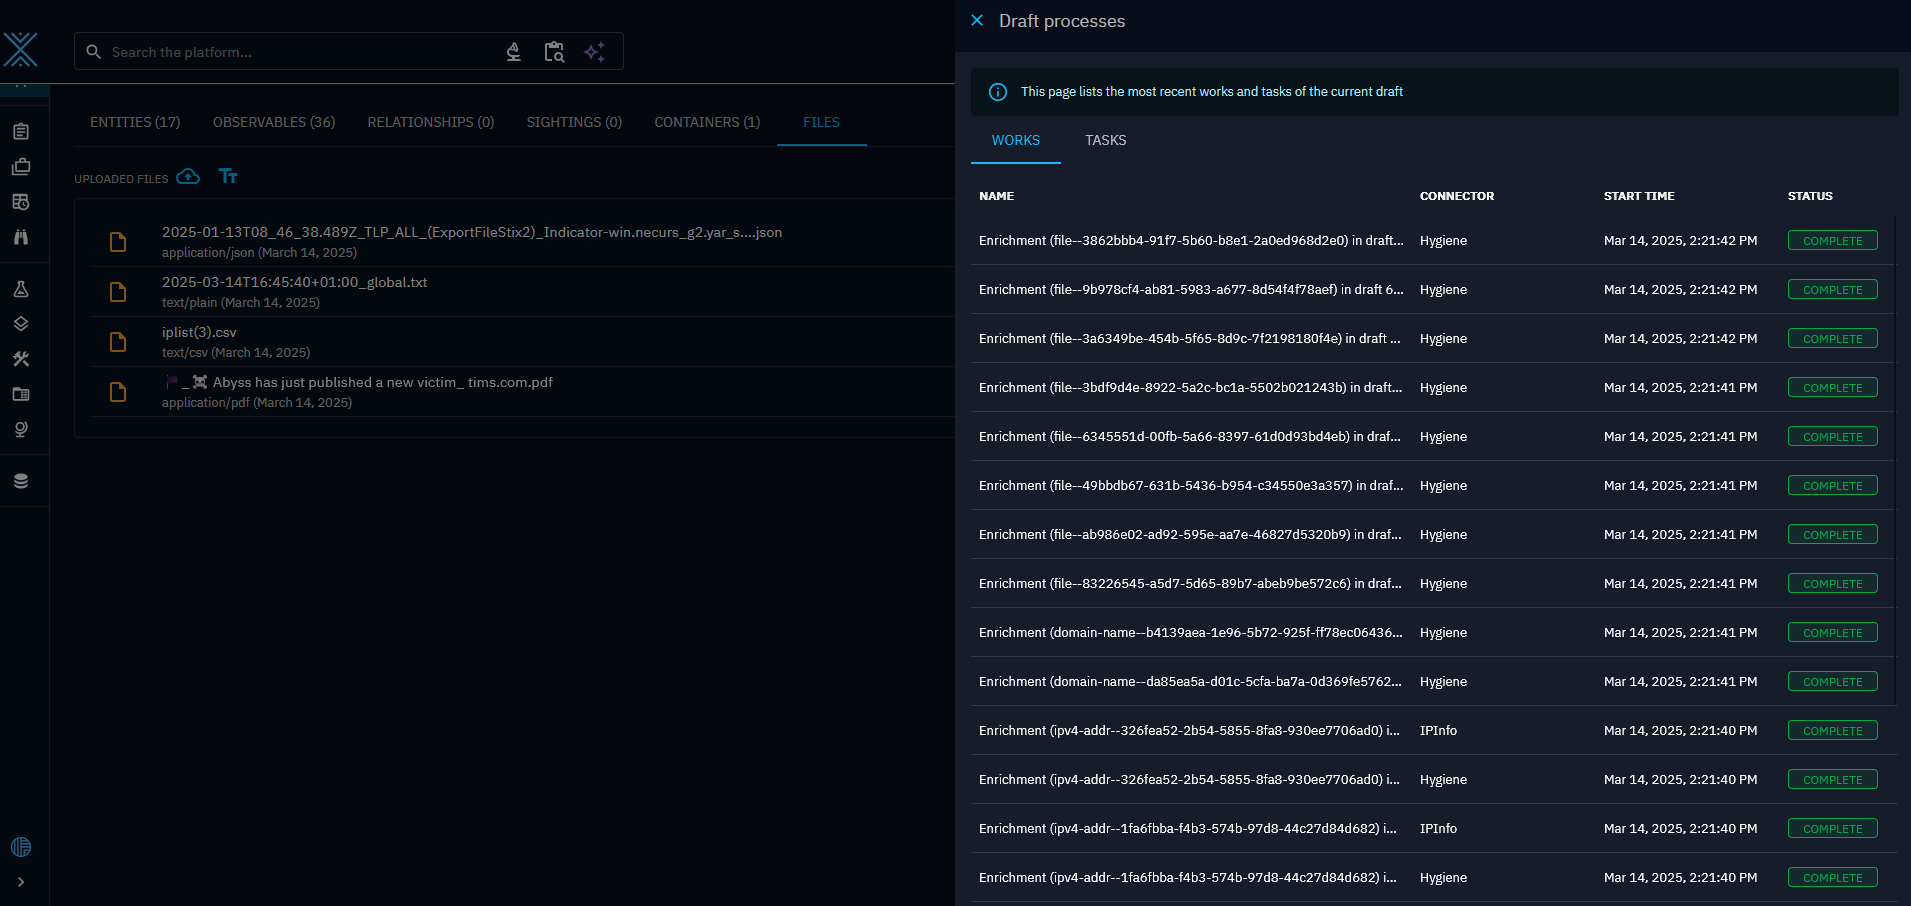 Search the platform...
ENTITIES (17) OBSERVABLES (36) RELATIONSHIPS (0) SIGHTINGS (0) CONTAINERS (1) FILES
UPLOADED FILES
2025-01-13T08_46_38.489Z_TLP_ALL_(ExportFileStix2)_Indicator-win.necurs_g2.yar_s....json
application/json (March 14, 2025)
2025-03-14T16:45:40+01:00_global.txt
text/plain (March 14, 2025)
iplist(3).csv
text/csv (March 14, 2025)
🏴_☠️ Abyss has just published a new victim_ tims.com.pdf
application/pdf (March 14, 2025)
Draft processes
This page lists the most recent works and tasks of the current draft
WORKS TASKS
NAME CONNECTOR START TIME STATUS
Enrichment (file--3862bbb4-91f7-5b60-b8e1-2a0ed968d2e0) in draft... Hygiene Mar 14, 2025, 2:21:42 PM COMPLETE
Enrichment (file--9b978cf4-ab81-5983-a677-8d54f4f78aef) in draft 6... Hygiene Mar 14, 2025, 2:21:42 PM COMPLETE
Enrichment (file--3a6349be-454b-5f65-8d9c-7f2198180f4e) in draft ... Hygiene Mar 14, 2025, 2:21:42 PM COMPLETE
Enrichment (file--3bdf9d4e-8922-5a2c-bc1a-5502b021243b) in draft... Hygiene Mar 14, 2025, 2:21:41 PM COMPLETE
Enrichment (file--6345551d-00fb-5a66-8397-61d0d93bd4eb) in draf... Hygiene Mar 14, 2025, 2:21:41 PM COMPLETE
Enrichment (file--49bbdb67-631b-5436-b954-c34550e3a357) in draf... Hygiene Mar 14, 2025, 2:21:41 PM COMPLETE
Enrichment (file--ab986e02-ad92-595e-aa7e-46827d5320b9) in draf... Hygiene Mar 14, 2025, 2:21:41 PM COMPLETE
Enrichment (file--83226545-a5d7-5d65-89b7-abeb9be572c6) in draf... Hygiene Mar 14, 2025, 2:21:41 PM COMPLETE
Enrichment (domain-name--b4139aea-1e96-5b72-925f-ff78ec06436... Hygiene Mar 14, 2025, 2:21:41 PM COMPLETE
Enrichment (domain-name--da85ea5a-d01c-5cfa-ba7a-0d369fe5762... Hygiene Mar 14, 2025, 2:21:41 PM COMPLETE
Enrichment (ipv4-addr--326fea52-2b54-5855-8fa8-930ee7706ad0) i... IPInfo Mar 14, 2025, 2:21:40 PM COMPLETE
Enrichment (ipv4-addr--326fea52-2b54-5855-8fa8-930ee7706ad0) i... Hygiene Mar 14, 2025, 2:21:40 PM COMPLETE
Enrichment (ipv4-addr--1fa6fbba-f4b3-574b-97d8-44c27d84d682) i... IPInfo Mar 14, 2025, 2:21:40 PM COMPLETE
Enrichment (ipv4-addr--1fa6fbba-f4b3-574b-97d8-44c27d84d682) i... Hygiene Mar 14, 2025, 2:21:40 PM COMPLETE